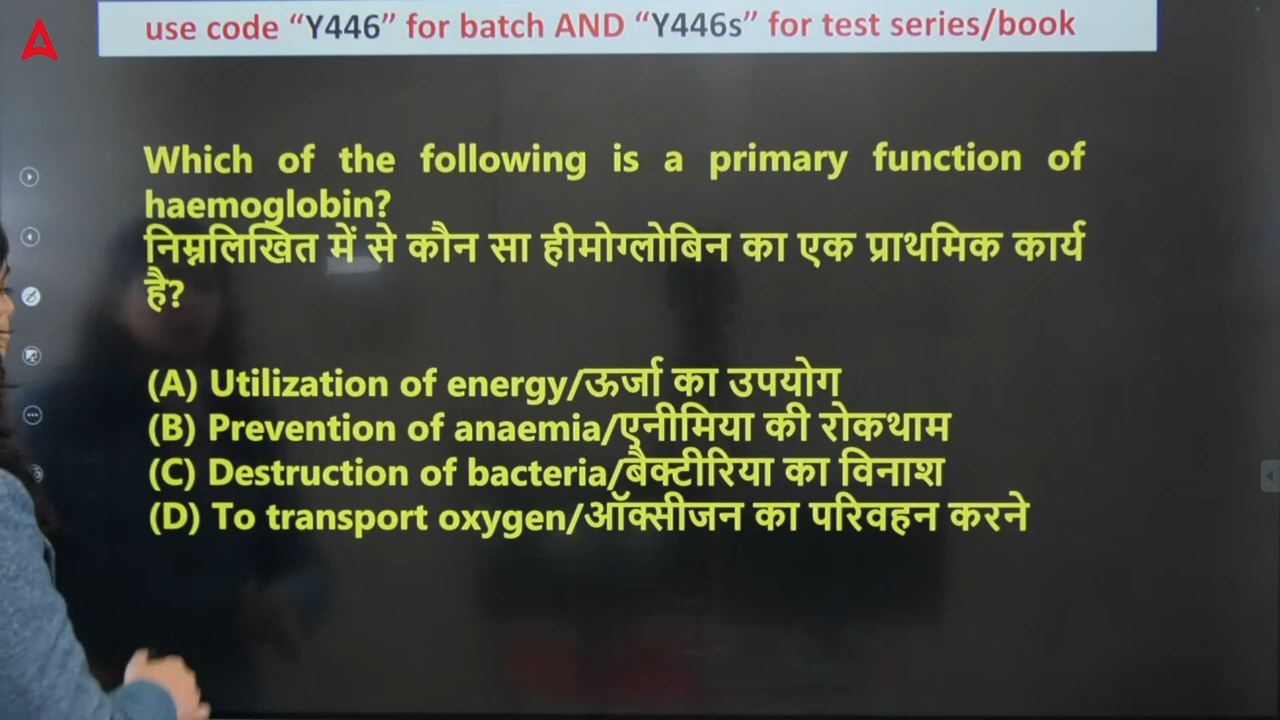 use code “Y446” for batch AND “Y446s” for test series/book
Which of the following is a primary function of
haemoglobin?
निम्नलिखित में से कौन सा हीमोग्लोबिन का एक प्राथमिक कार्य
है?
(A) Utilization of energy/ऊर्जा का उपयोग
(B) Prevention of anaemia/एनीमिया की रोकथाम
(C) Destruction of bacteria/बैक्टीरिया का विनाश
(D) To transport oxygen/ऑक्सीजन का परिवहन करने